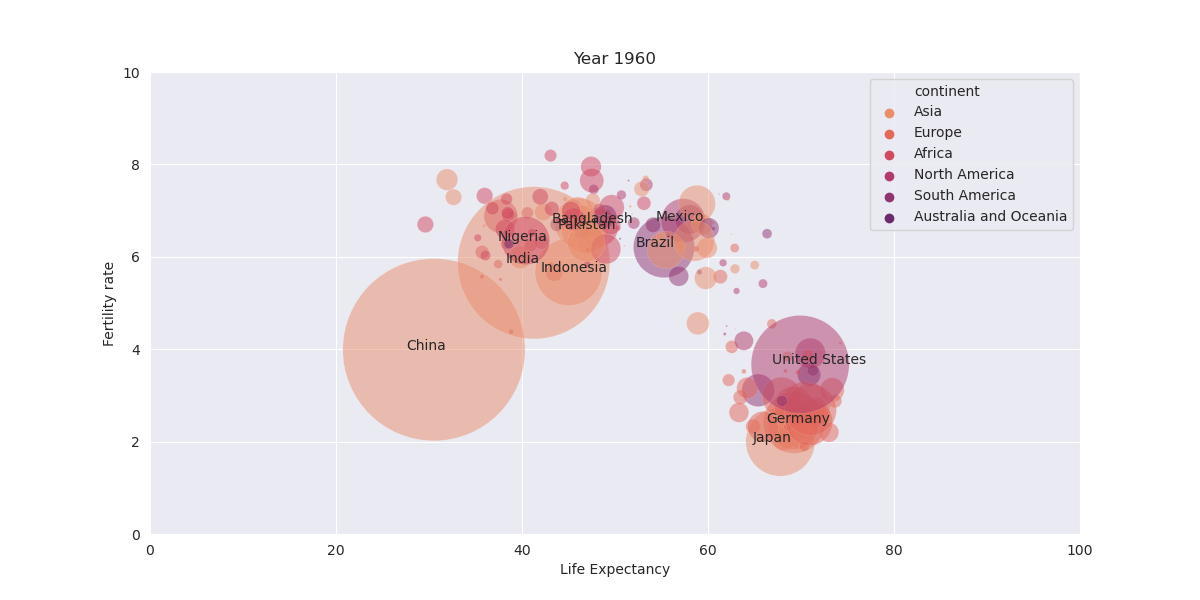 Year 1960
10
8
6
4
2
0
Fertility rate
continent
Asia
Europe
Africa
North America
South America
Australia and Oceania
Bangladesh
Pakistan
Mexico
Nigeria
Brazil
India
Indonesia
China
United States
Germany
Japan
0 20 40 60 80 100
Life Expectancy